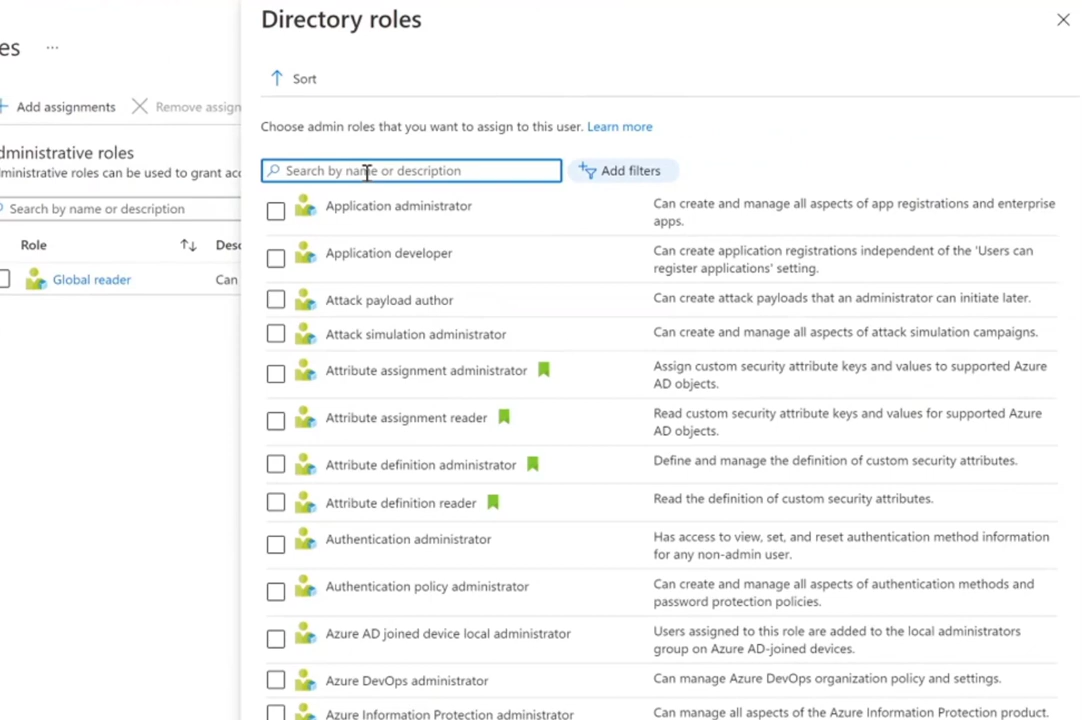 Directory roles
es ...
Sort
Add assignments Remove assign
Choose admin roles that you want to assign to this user. Learn more
dministrative roles
ministrative roles can be used to grant acc
Search by name or description Add filters
Search by name or description
Role Desc
Global reader Can
Application administrator
Can create and manage all aspects of app registrations and enterprise
apps.
Application developer
Can create application registrations independent of the 'Users can
register applications' setting.
Attack payload author
Can create attack payloads that an administrator can initiate later.
Attack simulation administrator
Can create and manage all aspects of attack simulation campaigns.
Attribute assignment administrator
Assign custom security attribute keys and values to supported Azure
AD objects.
Attribute assignment reader
Read custom security attribute keys and values for supported Azure
AD objects.
Attribute definition administrator
Define and manage the definition of custom security attributes.
Attribute definition reader
Read the definition of custom security attributes.
Authentication administrator
Has access to view, set, and reset authentication method information
for any non-admin user.
Authentication policy administrator
Can create and manage all aspects of authentication methods and
password protection policies.
Azure AD joined device local administrator
Users assigned to this role are added to the local administrators
group on Azure AD-joined devices.
Azure DevOps administrator
Can manage Azure DevOps organization policy and settings.
Azure Information Protection administrator
Can manage all aspects of the Azure Information Protection product.